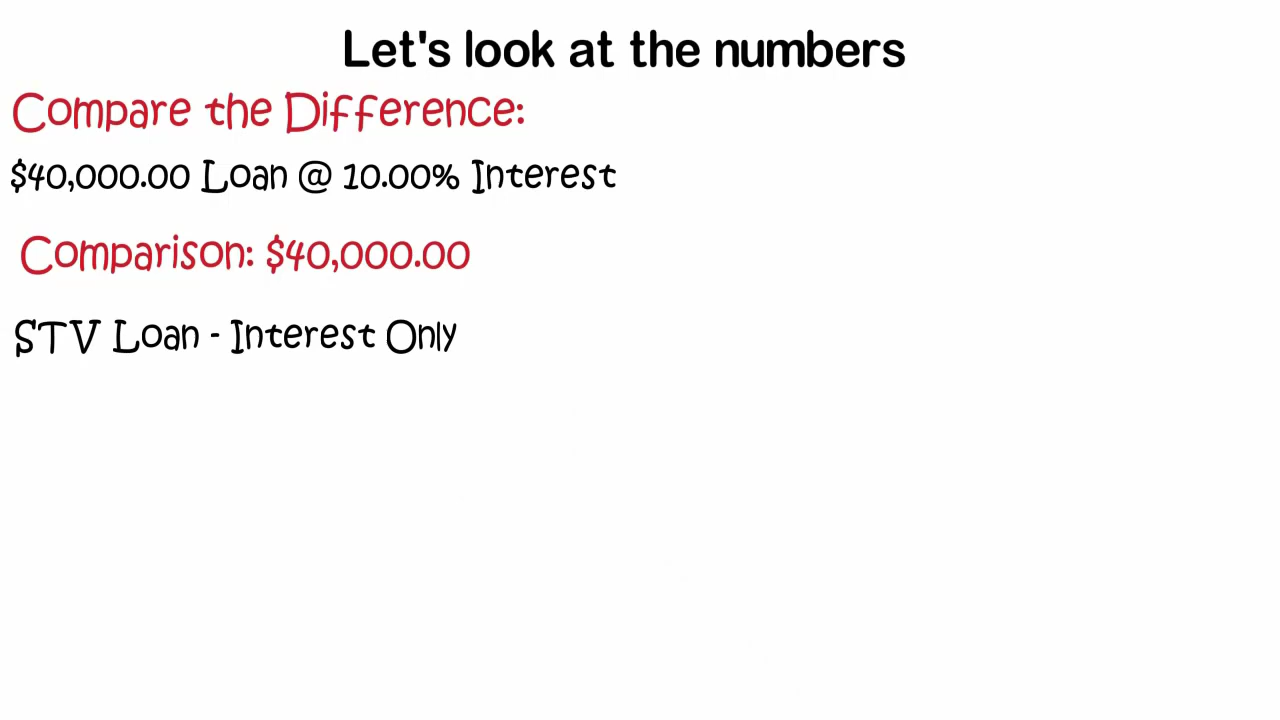 Let's look at the numbers
Compare the Difference:
$40,000.00 Loan @ 10.00% Interest
Comparison: $40,000.00
STV Loan - Interest Only